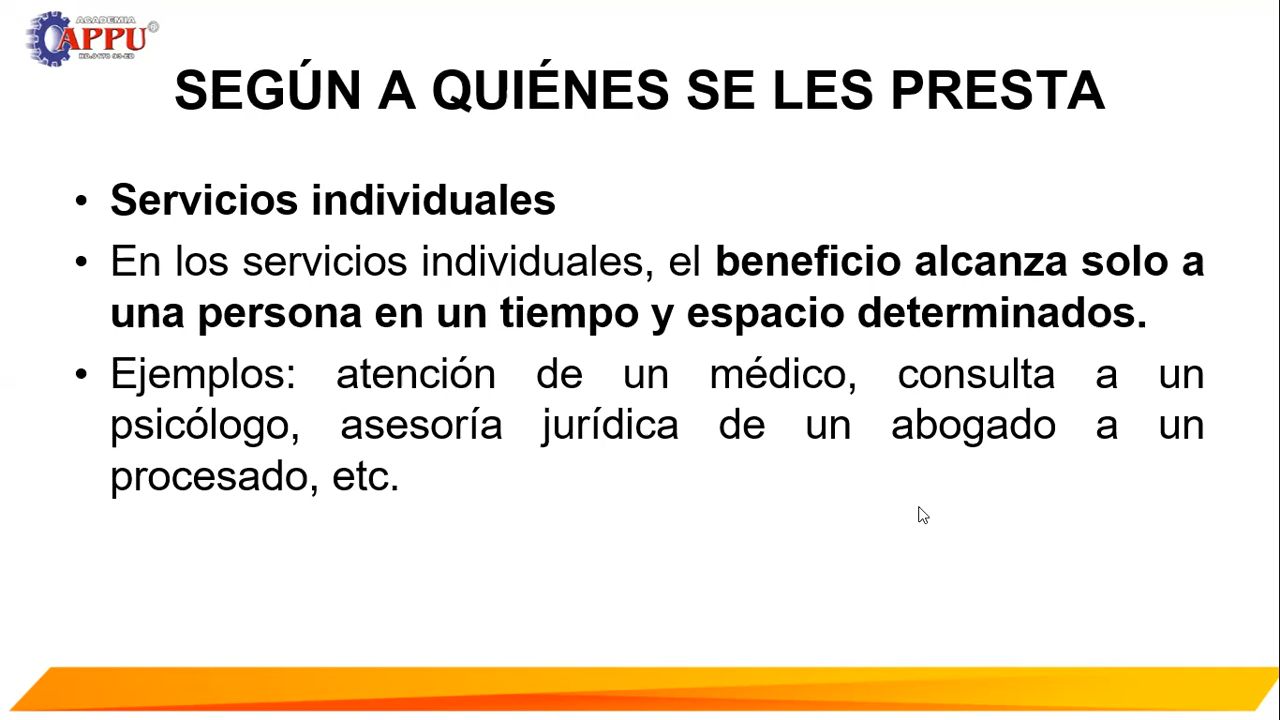 ACADEMIA
APPU®
SEGÚN A QUIÉNES SE LES PRESTA
• Servicios individuales
• En los servicios individuales, el beneficio alcanza solo a
una persona en un tiempo y espacio determinados.
• Ejemplos: atención de un médico, consulta a un
psicólogo, asesoría jurídica de un abogado a un
procesado, etc.